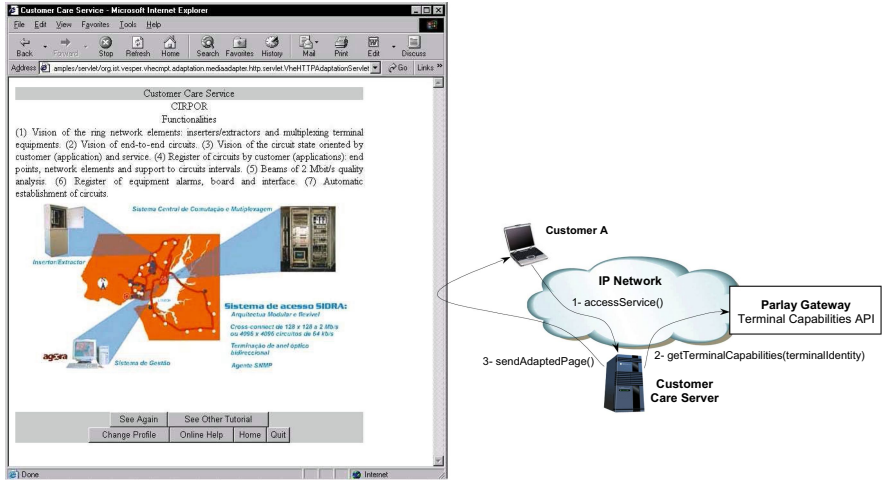 Customer Care Service - Microsoft Internet Explorer
File Edit View Favorites Tools Help
Back Forward Stop Refresh Home Search Favorites History Mail Print Edit Discuss
Address amples/servlet/org.ist.vesper.vhecmpt.adaptation.mediaadapter.http.servlet.VheHTTPAdaptationServlet Go Links »
Customer Care Service
CIRPOR
Functionalities
(1) Vision of the ring network elements: inserters/extractors and multiplexing terminal
equipments. (2) Vision of end-to-end circuits. (3) Vision of the circuit state oriented by
customer (application) and service. (4) Register of circuits by customer (applications): end
points, network elements and support to circuits intervals. (5) Beams of 2 Mbit/s quality
analysis. (6) Register of equipment alarms, board and interface. (7) Automatic
establishment of circuits.
Sistema Central de Comutação e Multiplexagem
Insertor/Extractor
Sistema de acesso SIDRA:
Arquitectua Modular e flexivel
Cross-connect de 128 x 128 a 2 Mb/s
ou 4096 x 4096 circuitos de 64 Kb/s
Terminação de anel óptico
bidireccional
Agente SNMP
agora
Sistema de Gestão
See Again See Other Tutorial
Change Profile Online Help Home Quit
Done Internet
Customer A
IP Network
1- accessService()
Parlay Gateway
Terminal Capabilities API
3- sendAdaptedPage()
2- getTerminalCapabilities(terminalIdentity)
Customer
Care Server